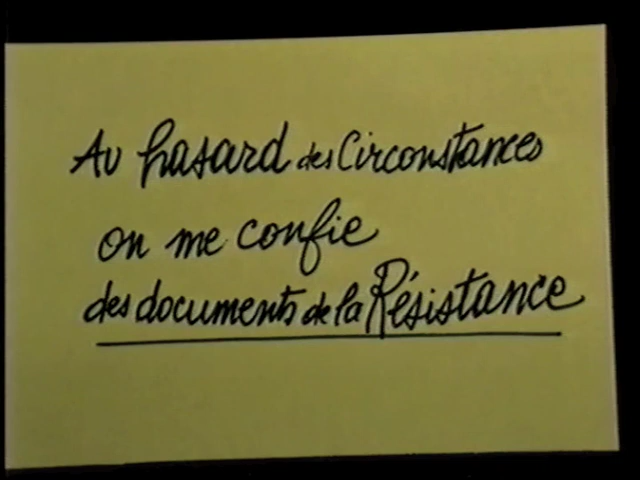 Au hasard des Circonstances
on me confie
des documents de la Résistance